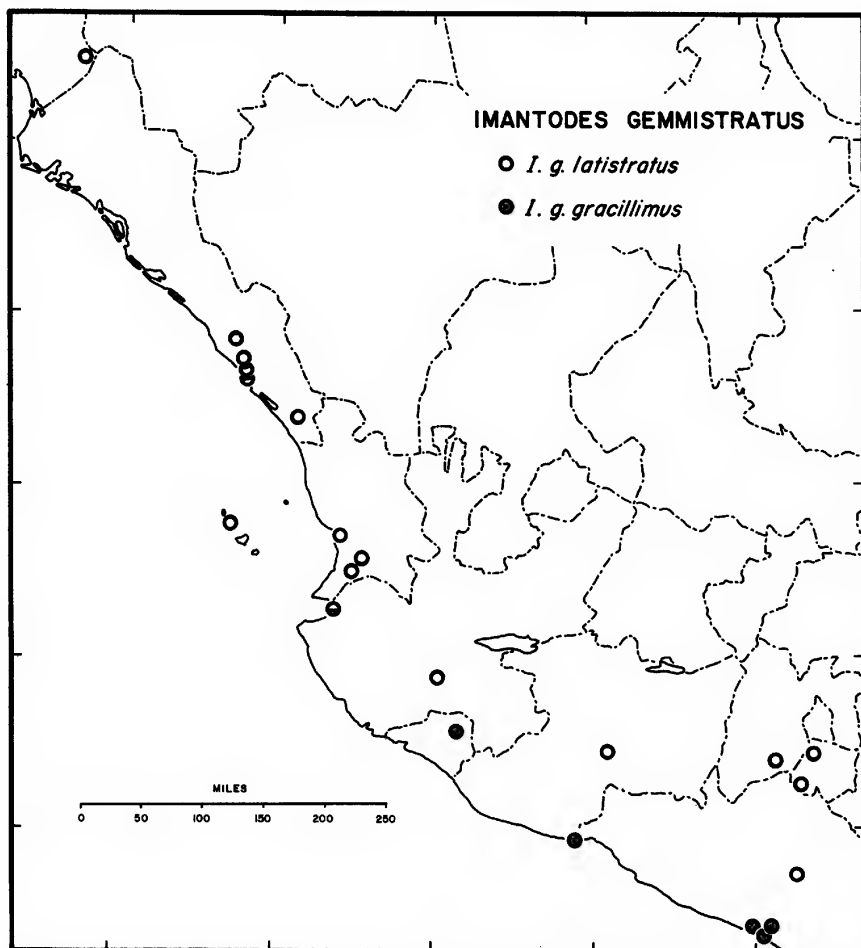 IMANTODES GEMMISTRATUS
I. g. latistratus
I. g. gracillimus
MILES
0 50 100 150 200 250